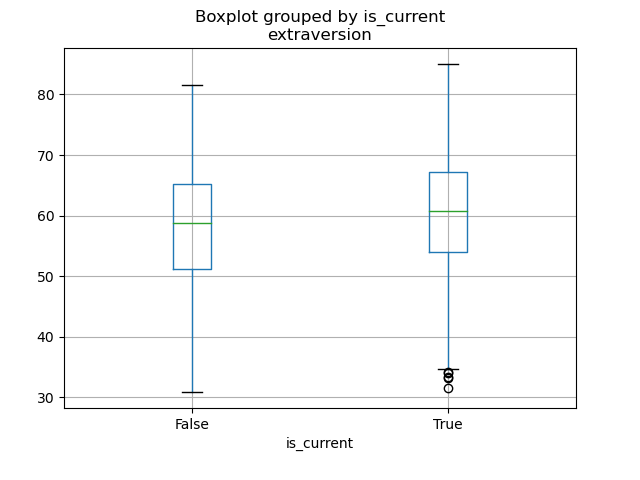 Boxplot grouped by is_current
extraversion
80
70
60
50
40
30
False
True
is_current